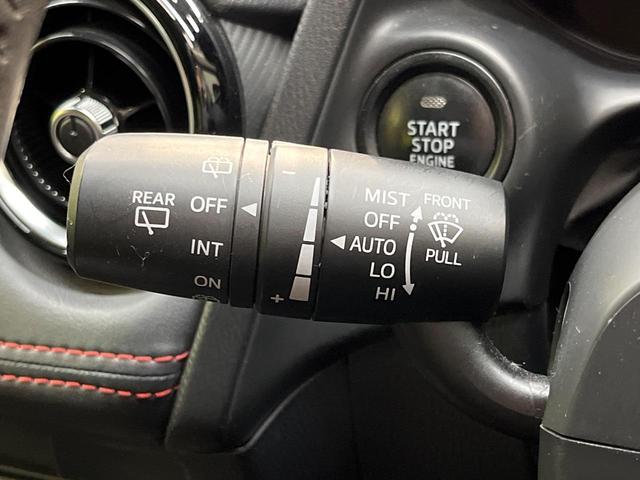 START
STOP
ENGINE
REAR
OFF
INT
ON
−
+
MIST
OFF
AUTO
LO
HI
FRONT
PULL